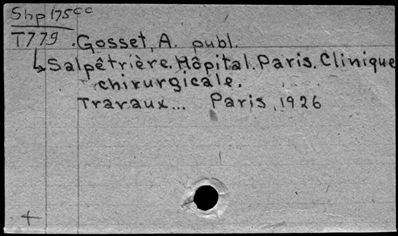 Shp 175cc
T779 . Gosset, A. publ.
↳ Salpêtrière. Hôpital. Paris. Clinique
chirurgicale.
Travaux... Paris, 1926
+